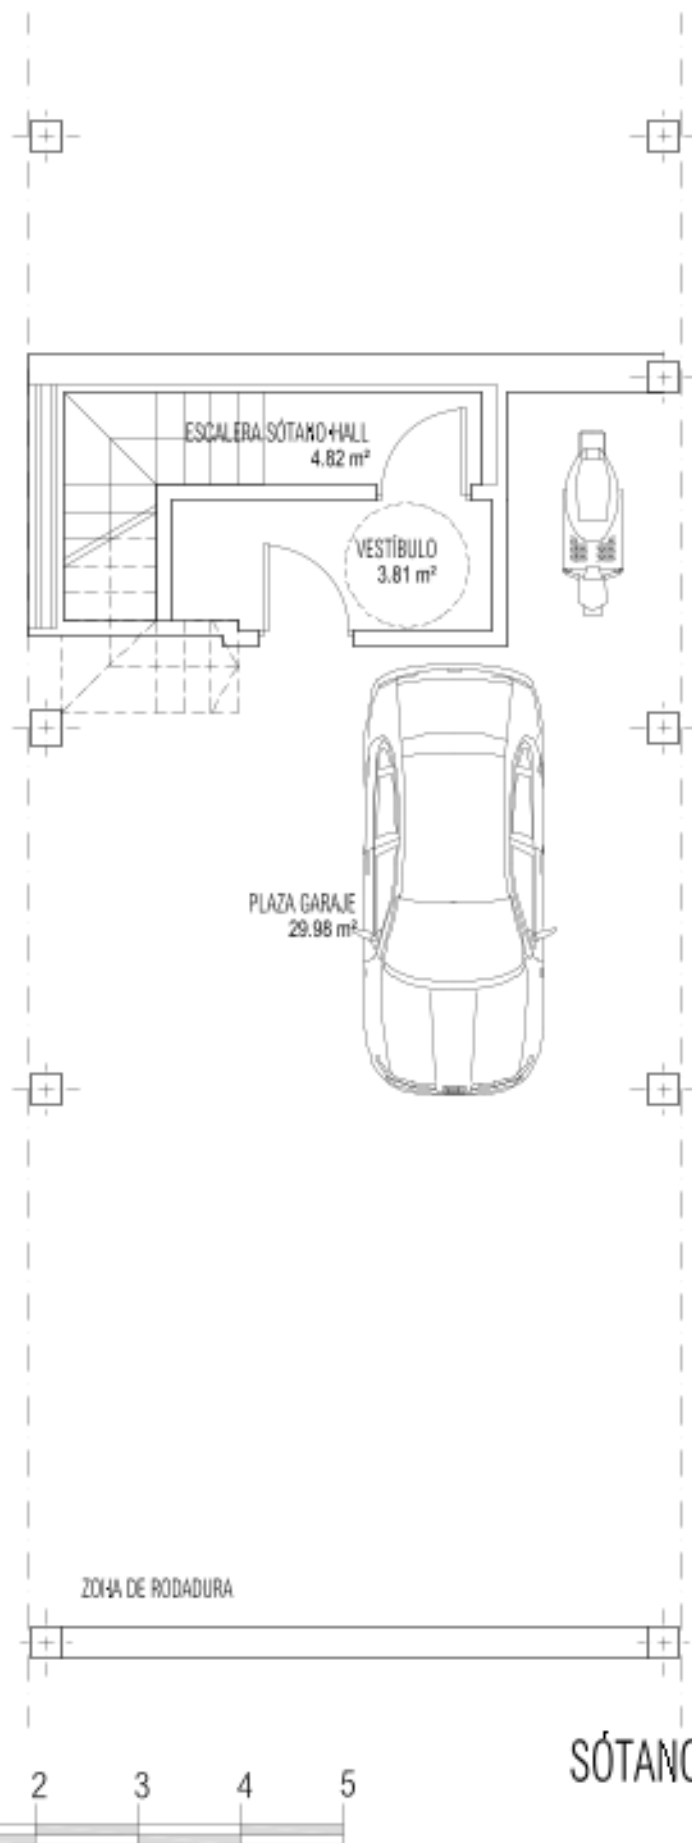 ESCALERA SÓTANO-HALL
4.82 m²
VESTÍBULO
3.81 m²
PLAZA GARAJE
29.98 m²
ZONA DE RODADURA
SÓTANO
2 3 4 5